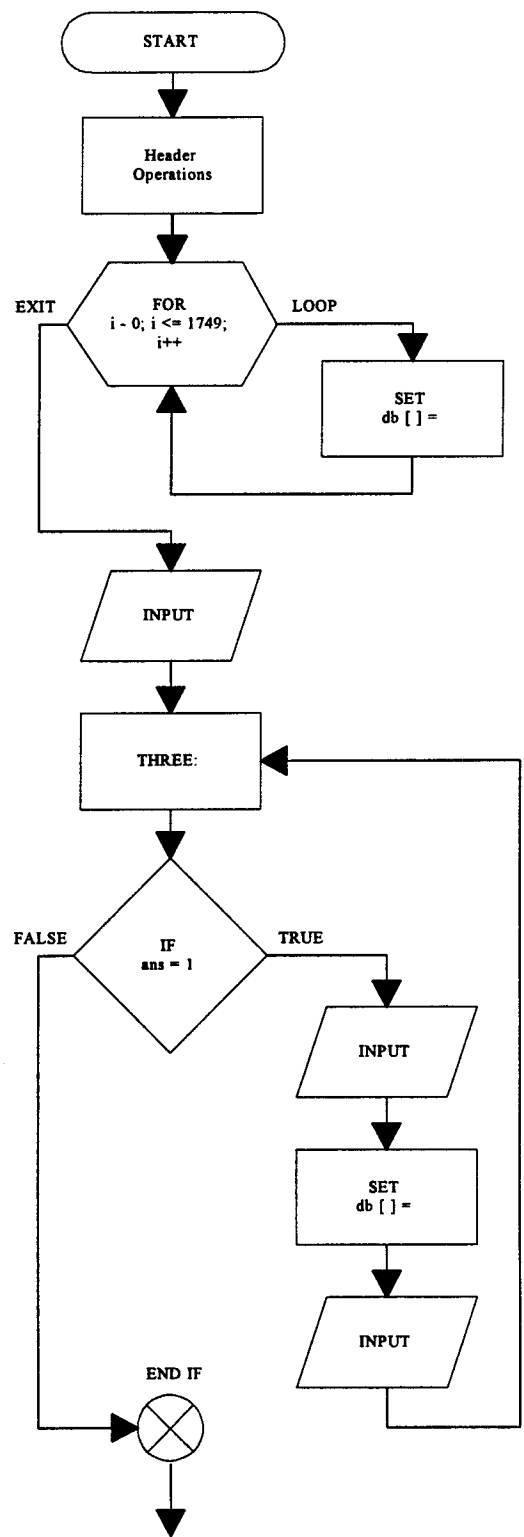 START
Header
Operations
EXIT
FOR
i - 0; i <= 1749;
i++
LOOP
SET
db [ ] =
INPUT
THREE:
FALSE
IF
ans = 1
TRUE
INPUT
SET
db [ ] =
INPUT
END IF